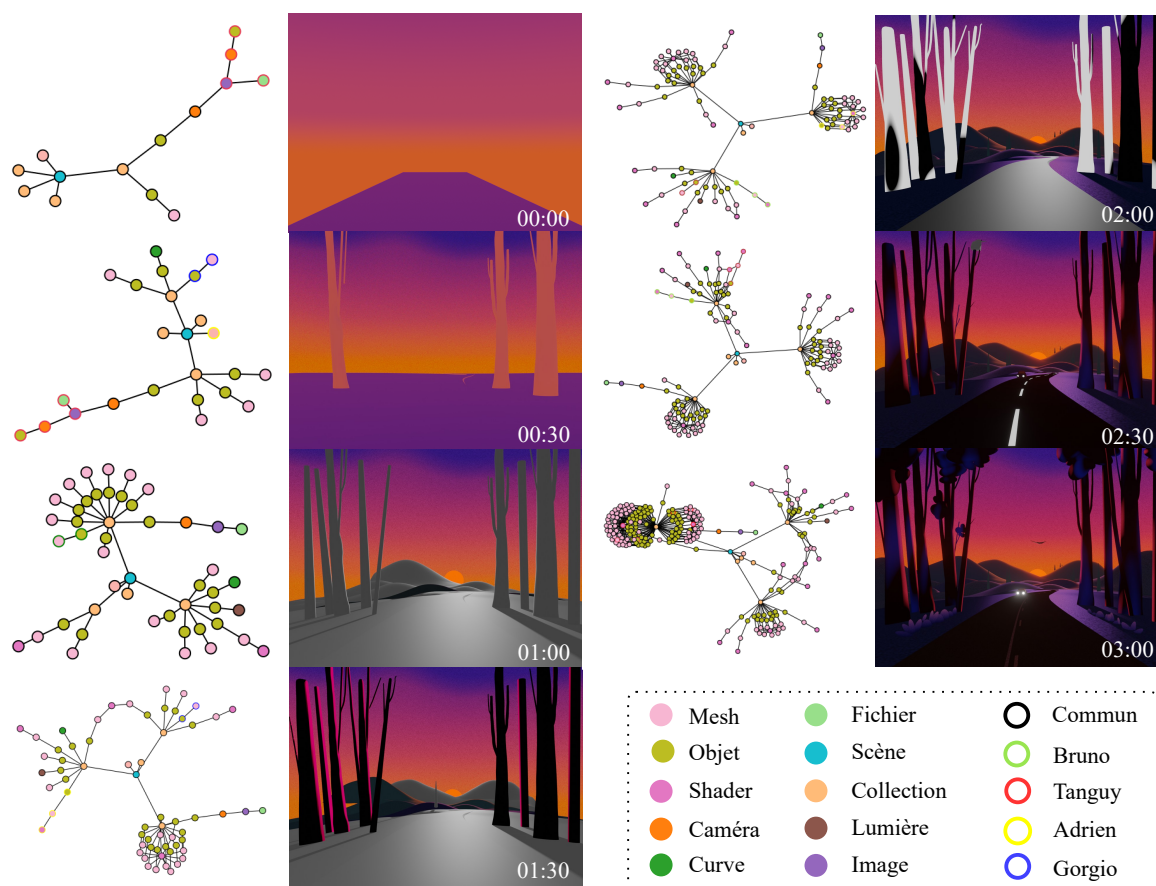 00:00
00:30
01:00
01:30
02:00
02:30
03:00
Mesh
Objet
Shader
Caméra
Curve
Fichier
Scène
Collection
Lumière
Image
Commun
Bruno
Tanguy
Adrien
Gorgio